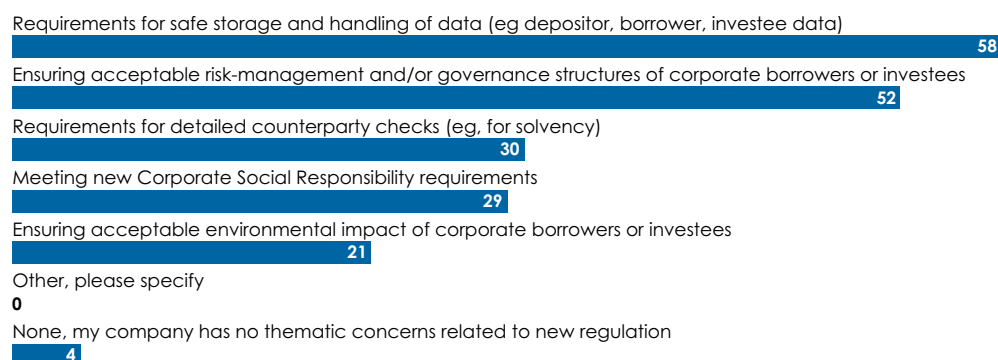 Requirements for safe storage and handling of data (eg depositor, borrower, investee data)
58
Ensuring acceptable risk-management and/or governance structures of corporate borrowers or investees
52
Requirements for detailed counterparty checks (eg, for solvency)
30
Meeting new Corporate Social Responsibility requirements
29
Ensuring acceptable environmental impact of corporate borrowers or investees
21
Other, please specify
0
None, my company has no thematic concerns related to new regulation
4